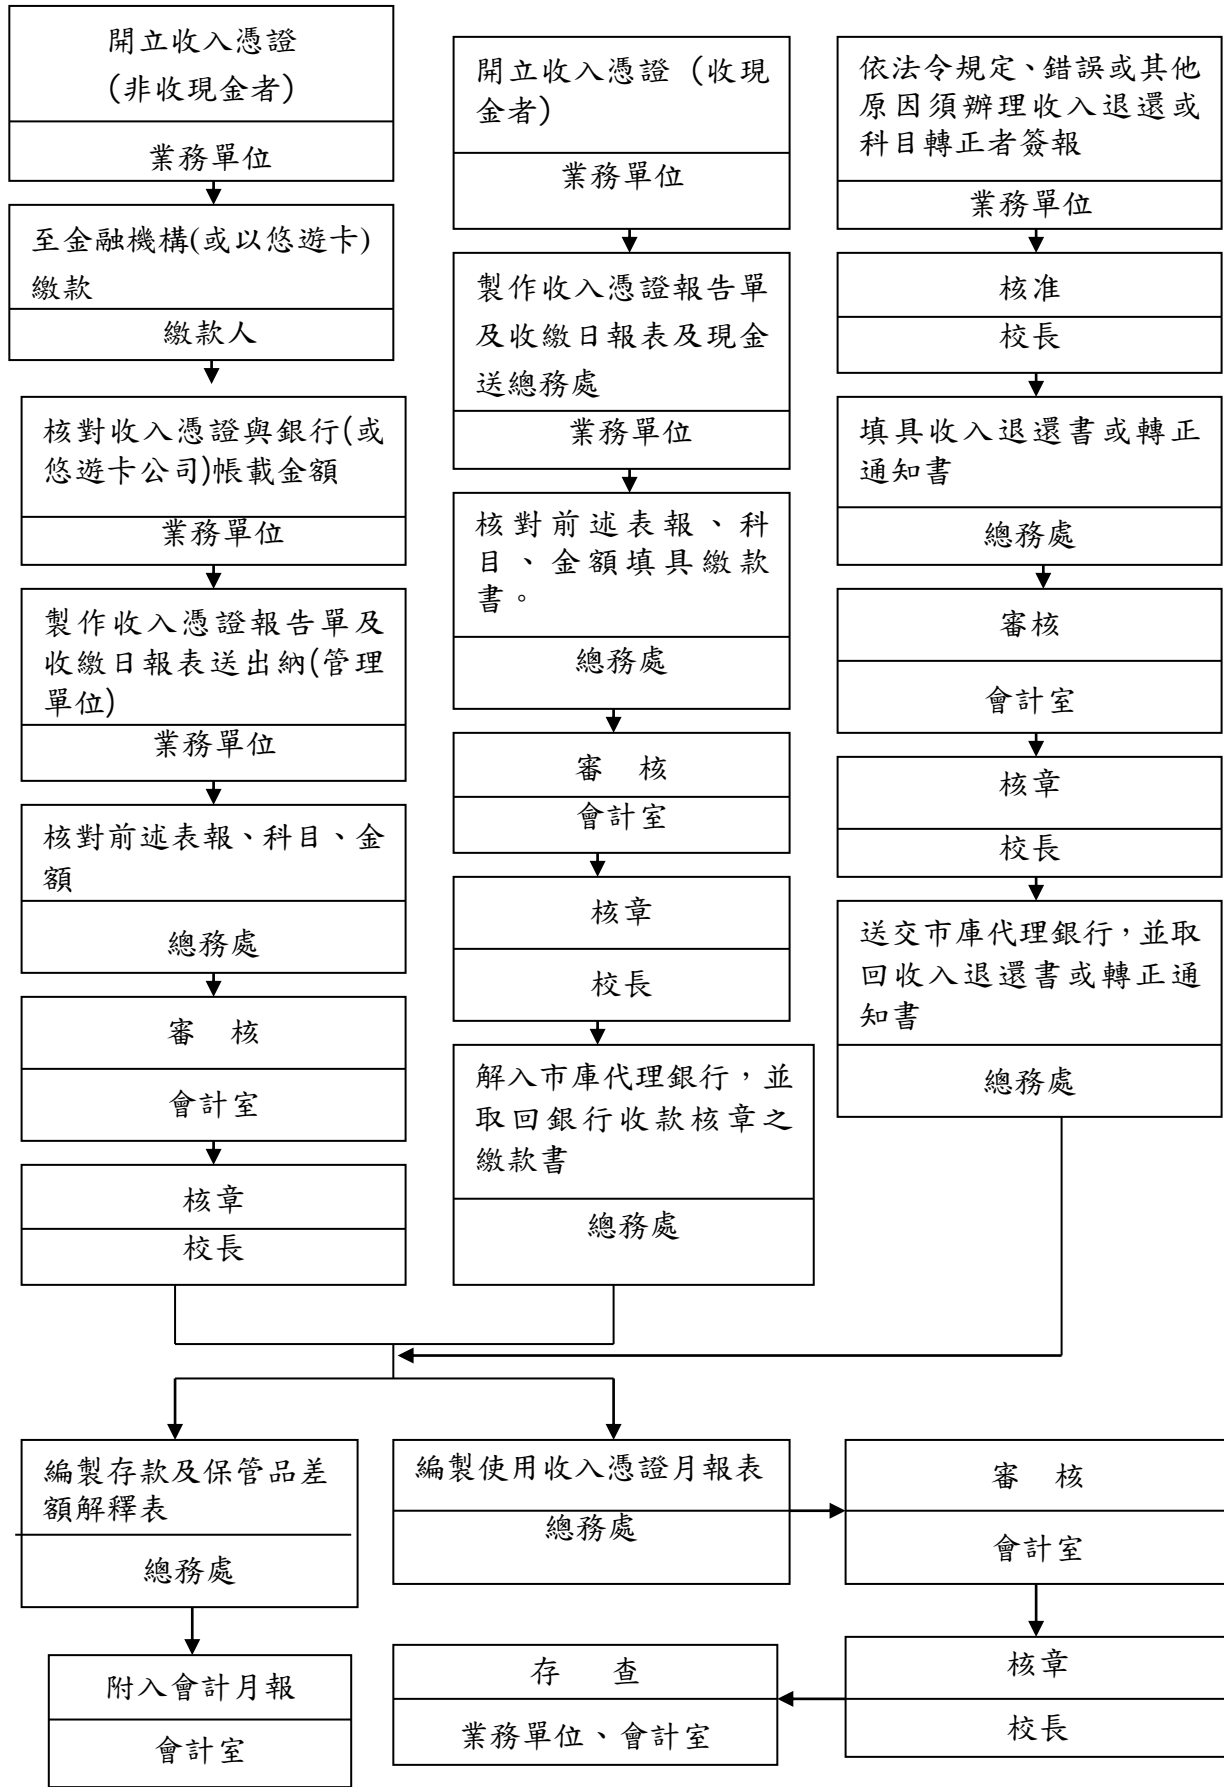 開立收入憑證
(非收現金者)
業務單位
至金融機構(或以悠遊卡)
繳款
繳款人
核對收入憑證與銀行(或
悠遊卡公司)帳載金額
業務單位
製作收入憑證報告單及
收繳日報表送出納(管理
單位)
業務單位
核對前述表報、科目、金
額
總務處
審 核
會計室
核章
校長
開立收入憑證 (收現
金者)
業務單位
製作收入憑證報告單
及收繳日報表及現金
送總務處
業務單位
核對前述表報、科
目、金額填具繳款
書。
總務處
審 核
會計室
核章
校長
解入市庫代理銀行,並
取回銀行收款核章之
繳款書
總務處
依法令規定、錯誤或其他
原因須辦理收入退還或
科目轉正者簽報
業務單位
核准
校長
填具收入退還書或轉正
通知書
總務處
審核
會計室
核章
校長
送交市庫代理銀行,並取
回收入退還書或轉正通
知書
總務處
編製存款及保管品差
額解釋表
總務處
附入會計月報
會計室
編製使用收入憑證月報表
總務處
審 核
會計室
核章
校長
存 查
業務單位、會計室